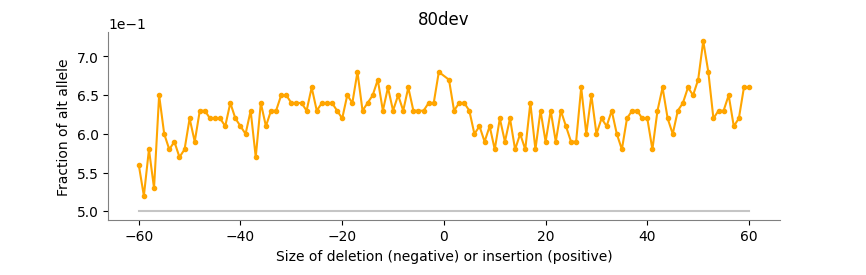 80dev
1e−1
7.0
6.5
6.0
5.5
5.0
Fraction of alt allele
−60 −40 −20 0 20 40 60
Size of deletion (negative) or insertion (positive)